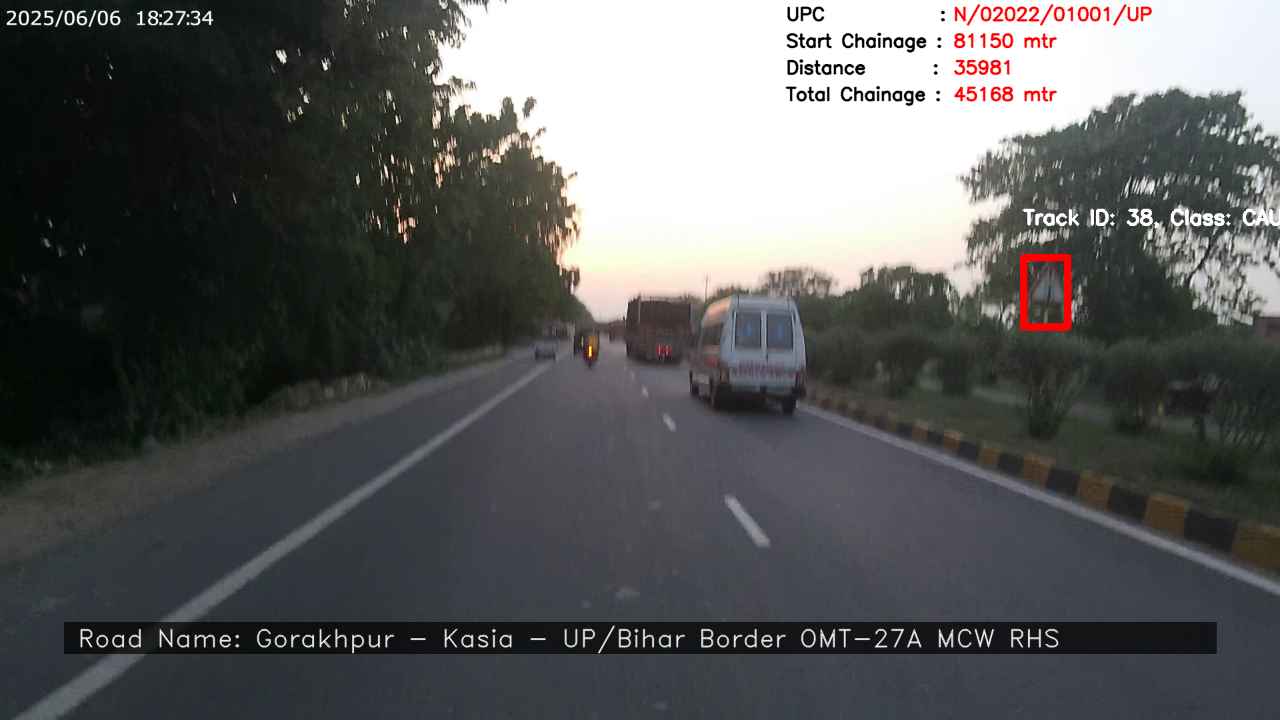 2025/06/06 18:27:34
UPC : N/02022/01001/UP
Start Chainage : 81150 mtr
Distance : 35981
Total Chainage : 45168 mtr
Track ID: 38, Class: CAU
Road Name: Gorakhpur - Kasia - UP/Bihar Border OMT-27A MCW RHS